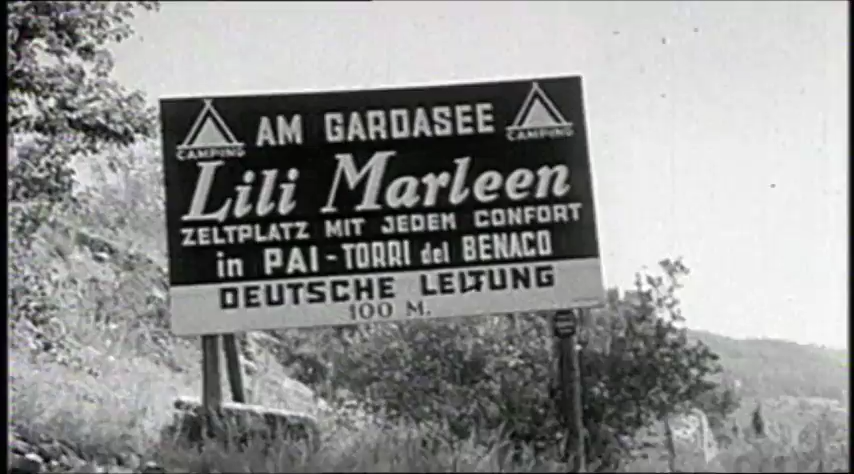 AM GARDASEE
CAMPING
CAMPING
Lili Marleen
ZELTPLATZ MIT JEDEM CONFORT
in PAI-TORRI del BENACO
DEUTSCHE LEITUNG
100 M.